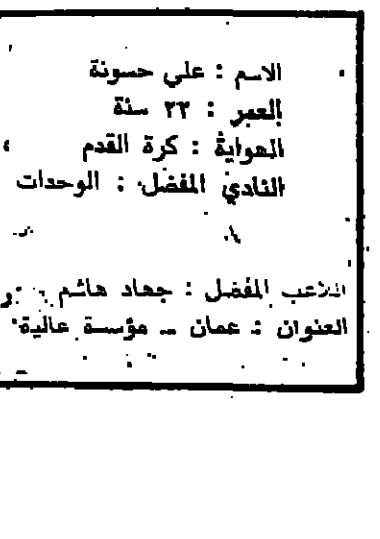 الاسم : علي حسونة
العمر : ٢٣ سنة
الهواية : كرة القدم
النادي المفضل : الوحدات
اللاعب المفضل : جهاد هاشم
العنوان : عمان - مؤسسة عالية